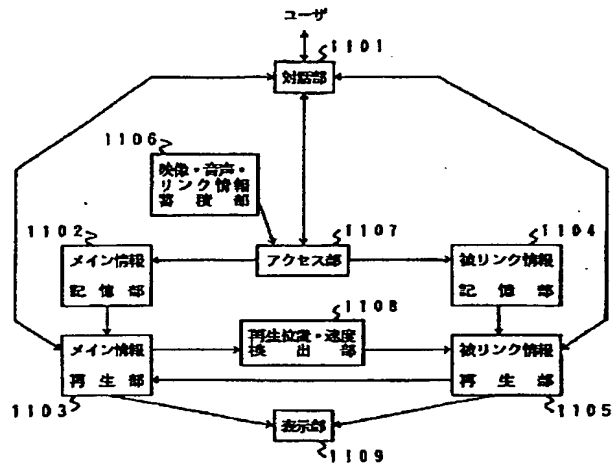 ユーザ
1101
対話部
1106
映像・音声・
リンク情報
蓄積部
1102
1107
1104
メイン情報
記憶部
アクセス部
被リンク情報
記憶部
1108
メイン情報
再生部
再生位置・速度
検出部
被リンク情報
再生部
1103
1105
表示部
1109